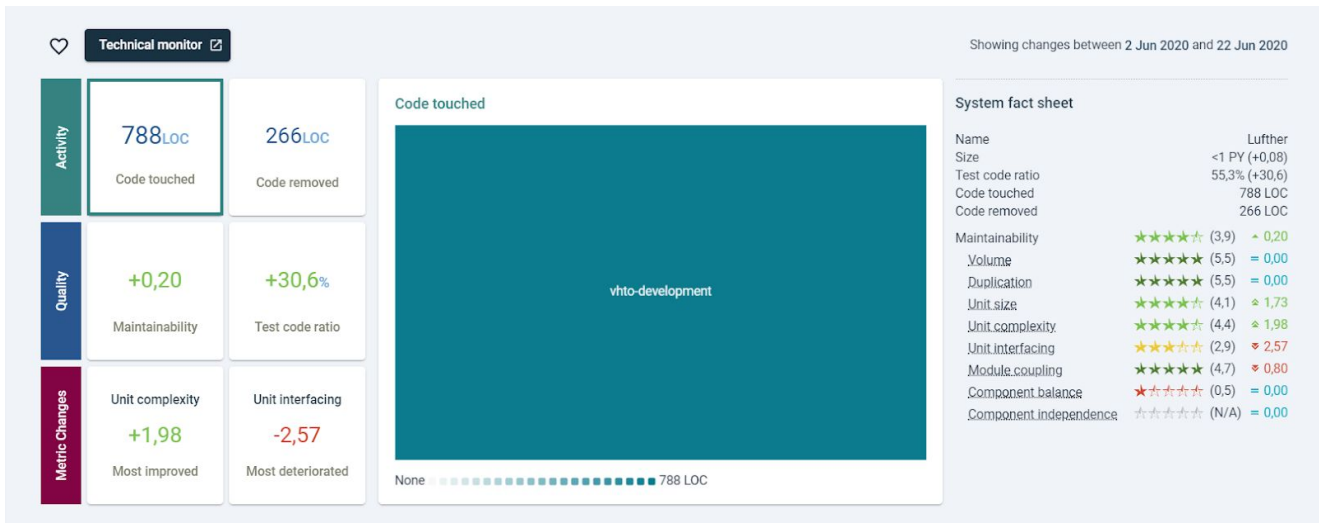 Technical monitor
Showing changes between 2 Jun 2020 and 22 Jun 2020
Activity
788LOC
Code touched
266LOC
Code removed
Quality
+0,20
Maintainability
+30,6%
Test code ratio
Metric Changes
Unit complexity
+1,98
Most improved
Unit interfacing
-2,57
Most deteriorated
Code touched
vhto-development
None 788 LOC
System fact sheet
Name Lufther
Size <1 PY (+0,08)
Test code ratio 55,3% (+30,6)
Code touched 788 LOC
Code removed 266 LOC
Maintainability (3,9) 0,20
Volume (5,5) = 0,00
Duplication (5,5) = 0,00
Unit size (4,1) 1,73
Unit complexity (4,4) 1,98
Unit interfacing (2,9) 2,57
Module coupling (4,7) 0,80
Component balance (0,5) = 0,00
Component independence (N/A) = 0,00